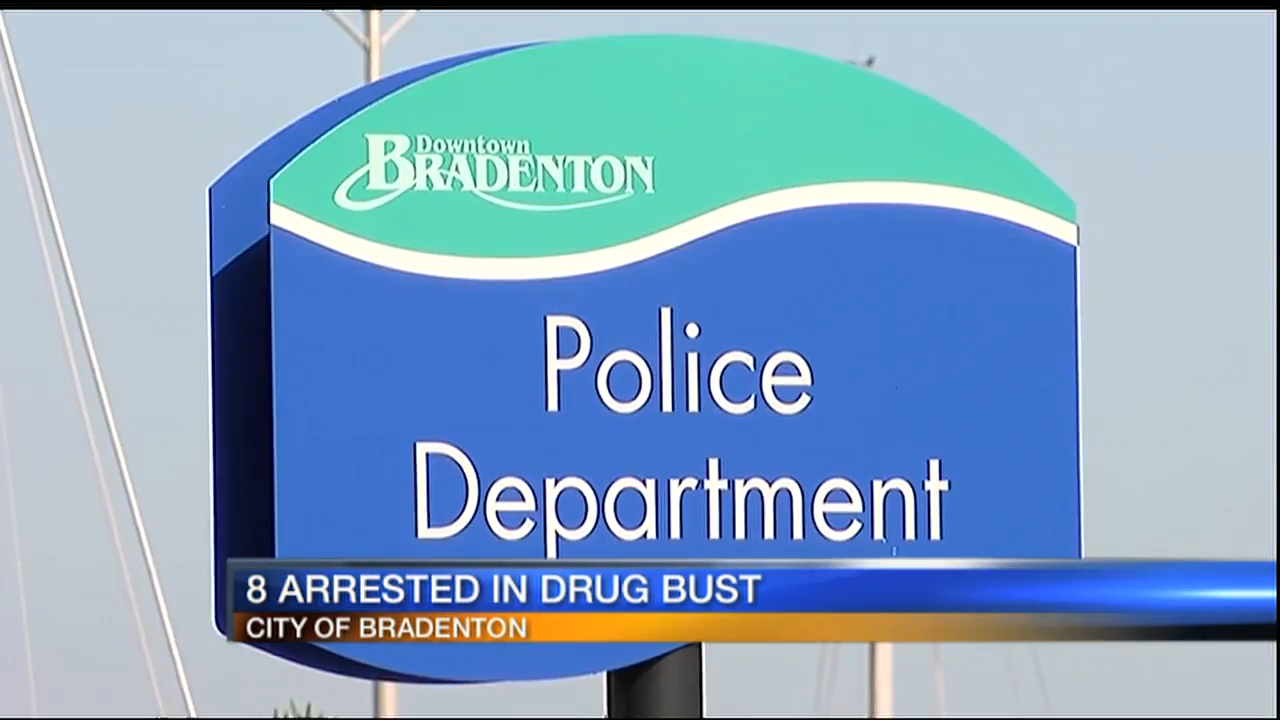 Downtown
BRADENTON
Police
Department
8 ARRESTED IN DRUG BUST
CITY OF BRADENTON